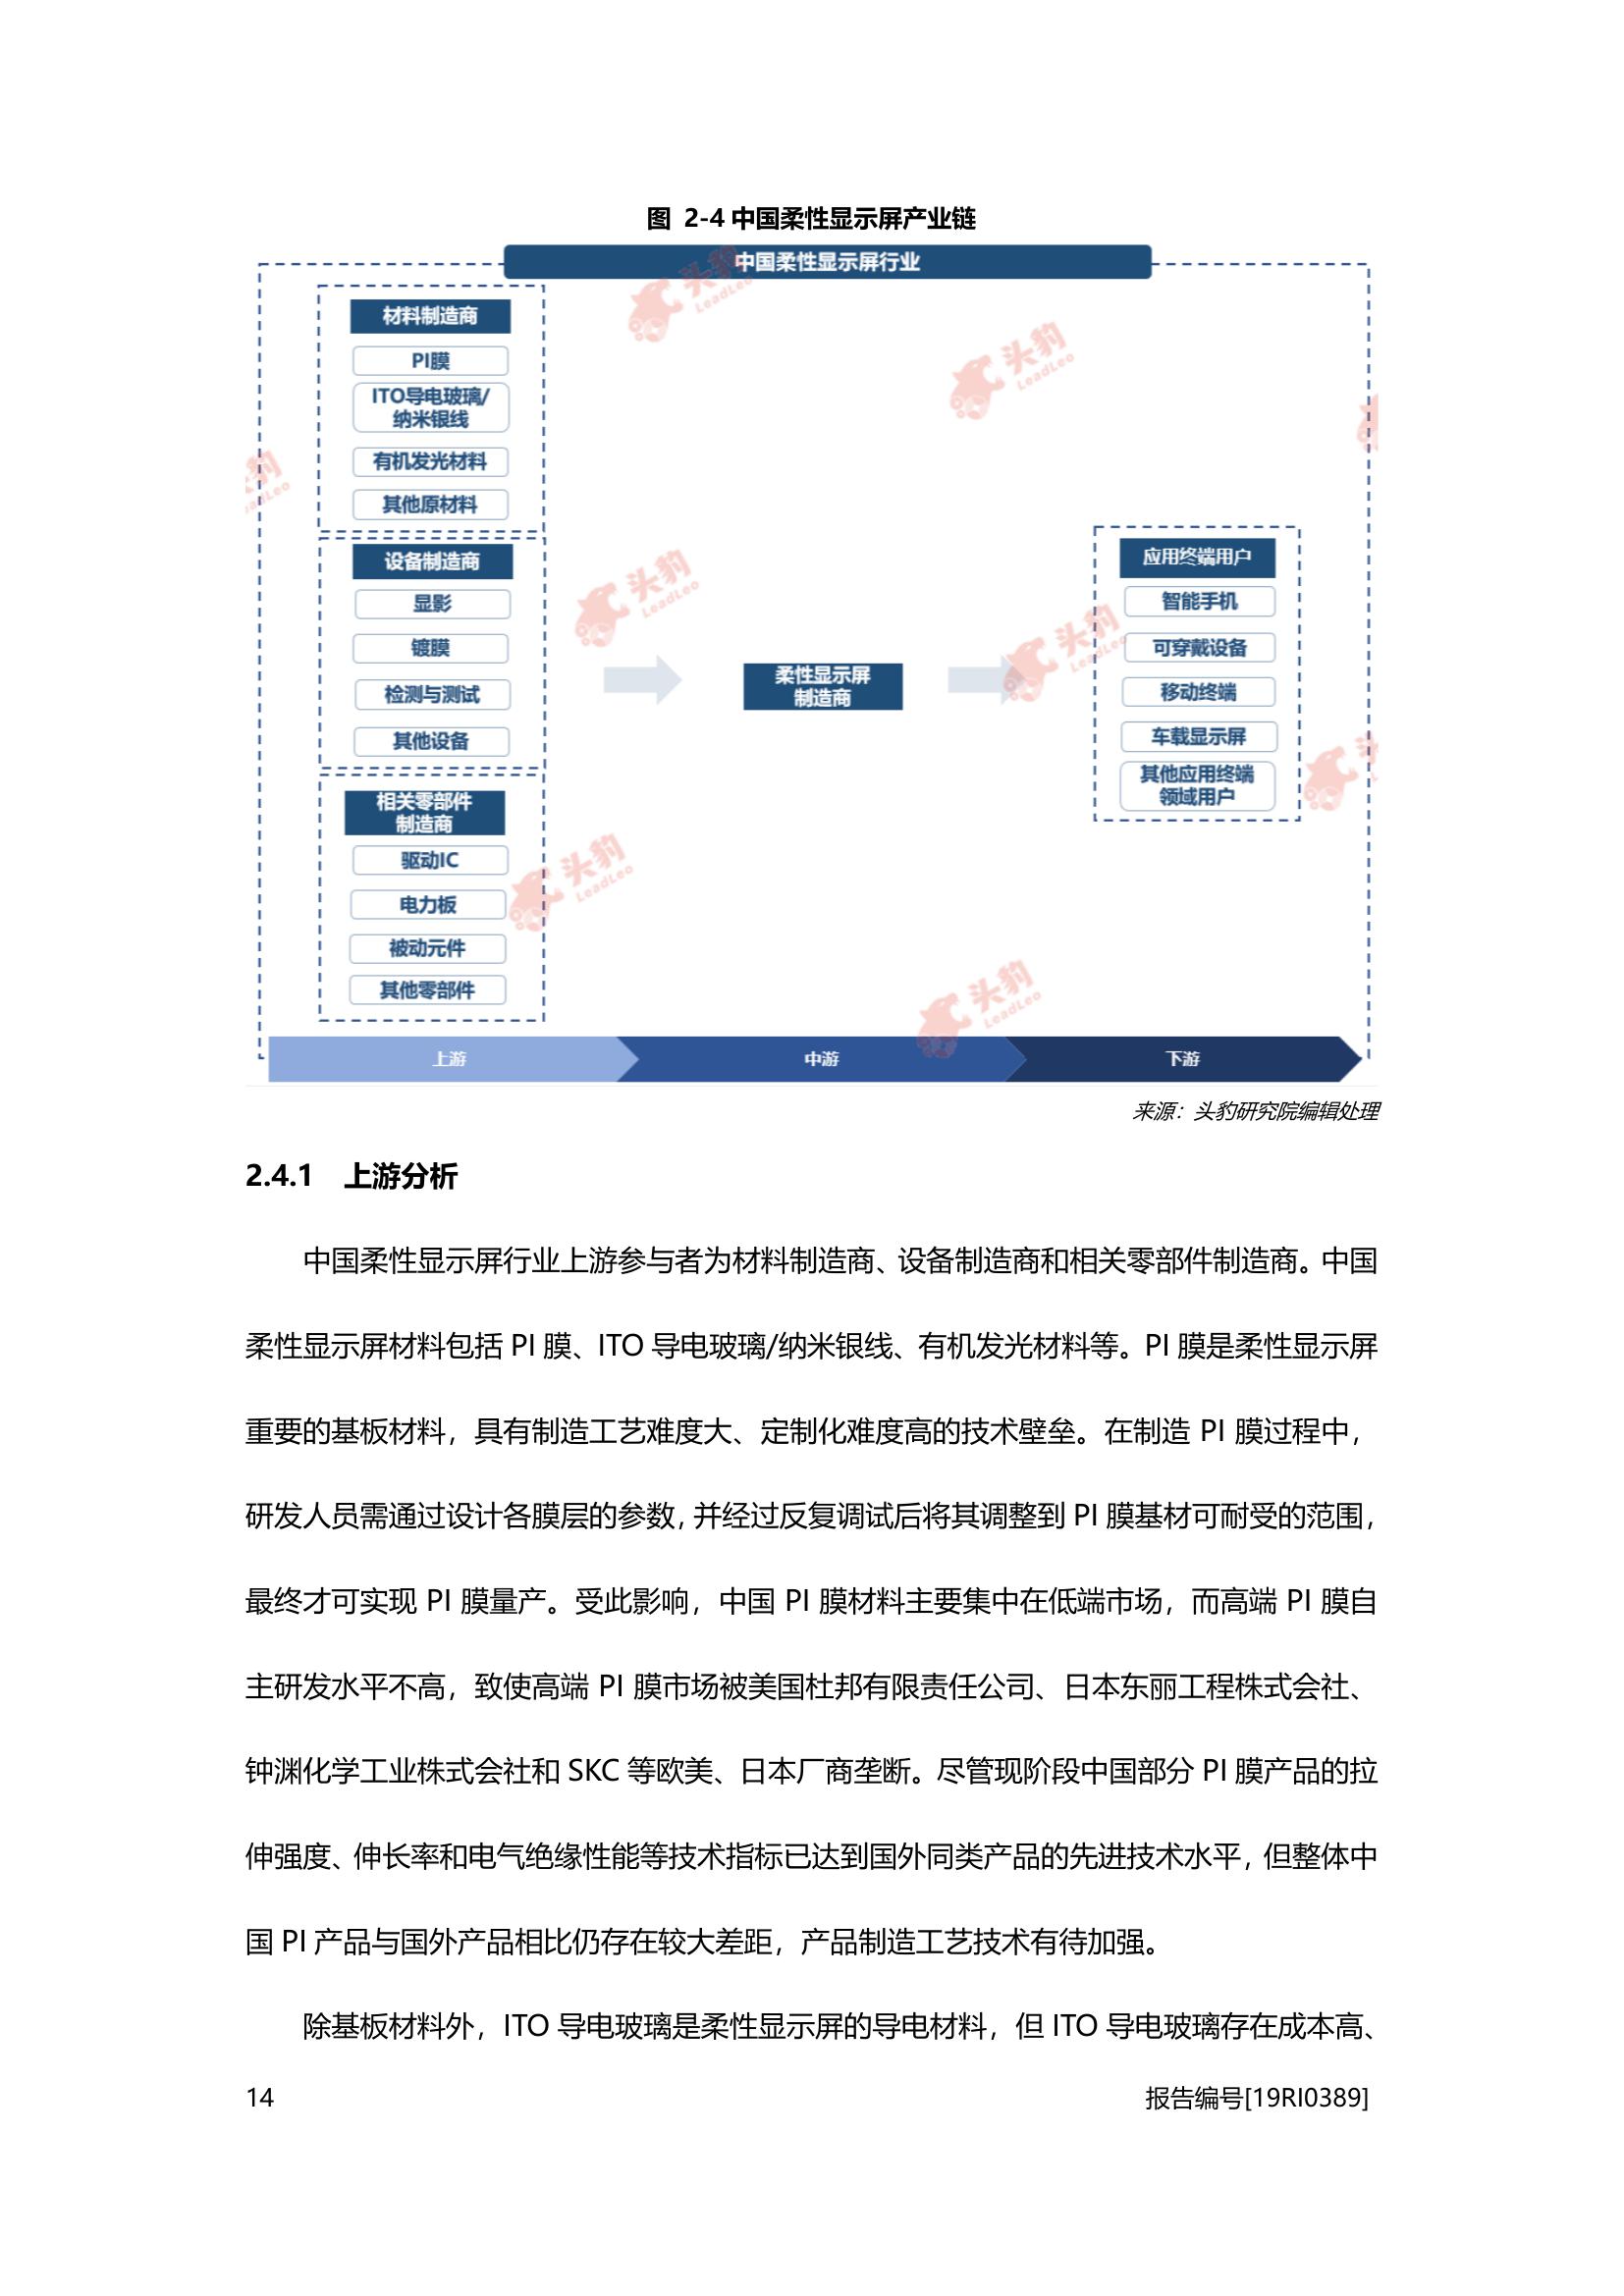 图 2-4 中国柔性显示屏产业链
中国柔性显示屏行业
材料制造商
PI膜
ITO导电玻璃/
纳米银线
有机发光材料
其他原材料
设备制造商
显影
镀膜
检测与测试
其他设备
相关零部件
制造商
驱动IC
电力板
被动元件
其他零部件
柔性显示屏
制造商
应用终端用户
智能手机
可穿戴设备
移动终端
车载显示屏
其他应用终端
领域用户
头豹
LeadLeo
头豹
LeadLeo
头豹
LeadLeo
头豹
LeadLeo
头豹
LeadLeo
头豹
LeadLeo
上游
中游
下游
来源：头豹研究院编辑处理
2.4.1 上游分析
中国柔性显示屏行业上游参与者为材料制造商、设备制造商和相关零部件制造商。中国
柔性显示屏材料包括 PI 膜、ITO 导电玻璃/纳米银线、有机发光材料等。PI 膜是柔性显示屏
重要的基板材料，具有制造工艺难度大、定制化难度高的技术壁垒。在制造 PI 膜过程中，
研发人员需通过设计各膜层的参数，并经过反复调试后将其调整到 PI 膜基材可耐受的范围，
最终才可实现 PI 膜量产。受此影响，中国 PI 膜材料主要集中在低端市场，而高端 PI 膜自
主研发水平不高，致使高端 PI 膜市场被美国杜邦有限责任公司、日本东丽工程株式会社、
钟渊化学工业株式会社和 SKC 等欧美、日本厂商垄断。尽管现阶段中国部分 PI 膜产品的拉
伸强度、伸长率和电气绝缘性能等技术指标已达到国外同类产品的先进技术水平，但整体中
国 PI 产品与国外产品相比仍存在较大差距，产品制造工艺技术有待加强。
除基板材料外，ITO 导电玻璃是柔性显示屏的导电材料，但 ITO 导电玻璃存在成本高、
14
报告编号[19RI0389]